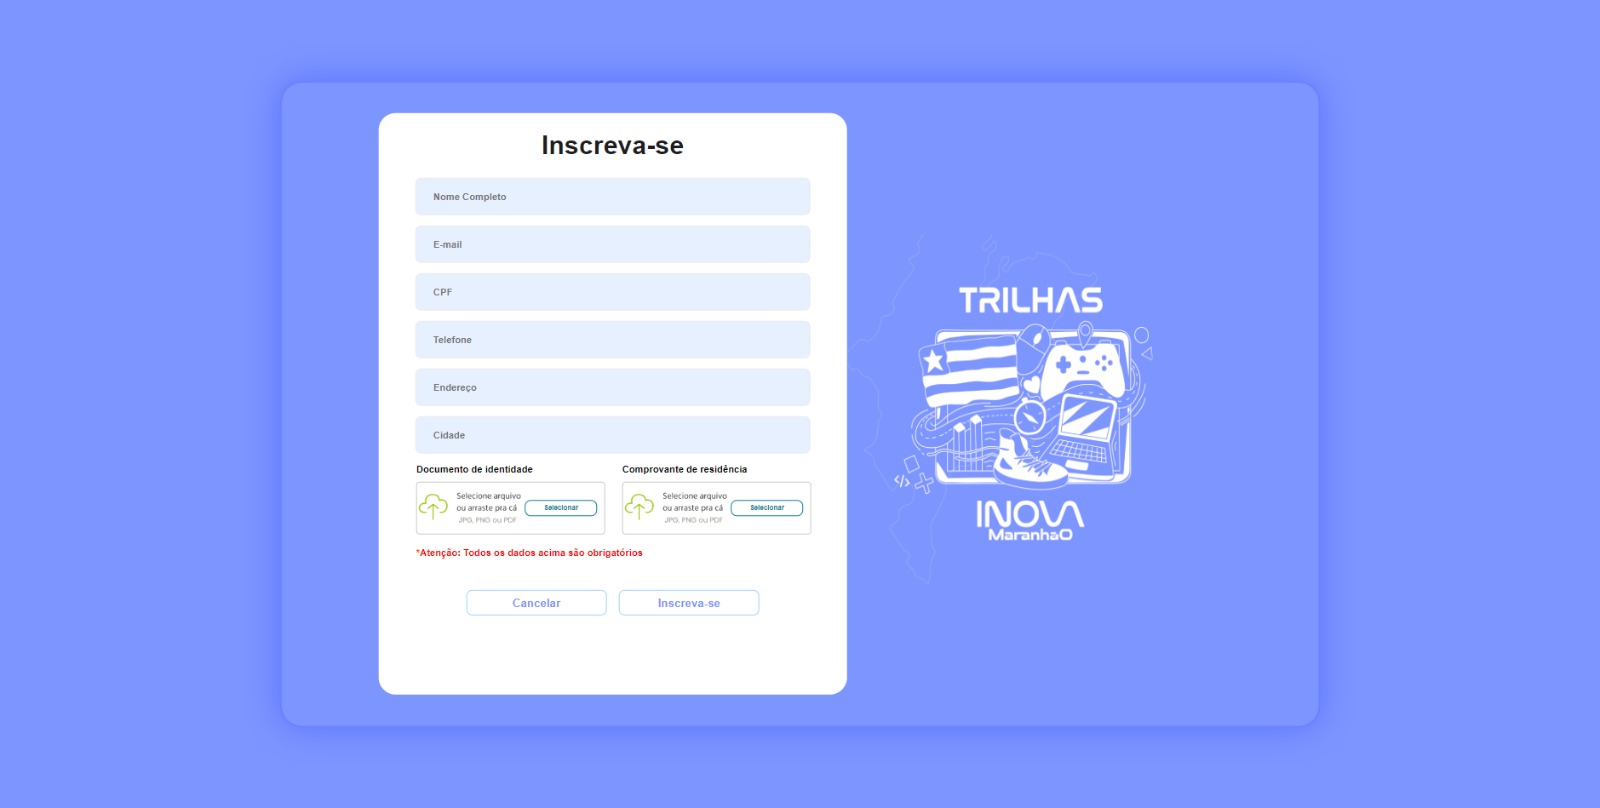 Inscreva-se
Nome Completo
E-mail
CPF
Telefone
Endereço
Cidade
Documento de identidade
Selecione arquivo
ou arraste pra cá
JPG, PNG ou PDF
Selecionar
Comprovante de residência
Selecione arquivo
ou arraste pra cá
JPG, PNG ou PDF
Selecionar
*Atenção: Todos os dados acima são obrigatórios
Cancelar
Inscreva-se
TRILHAS
</>
INOVA
MaranhaO